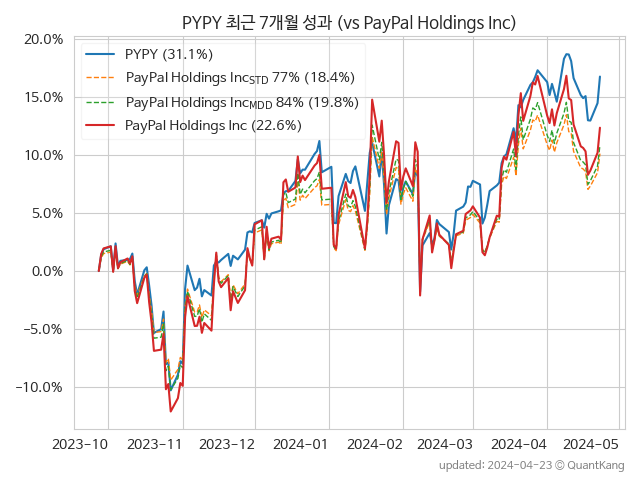 PYPY 최근 7개월 성과 (vs PayPal Holdings Inc)
20.0%
15.0%
10.0%
5.0%
0.0%
−5.0%
−10.0%
PYPY (31.1%)
PayPal Holdings IncSTD 77% (18.4%)
PayPal Holdings IncMDD 84% (19.8%)
PayPal Holdings Inc (22.6%)
2023-10 2023-11 2023-12 2024-01 2024-02 2024-03 2024-04 2024-05
updated: 2024-04-23 © QuantKang